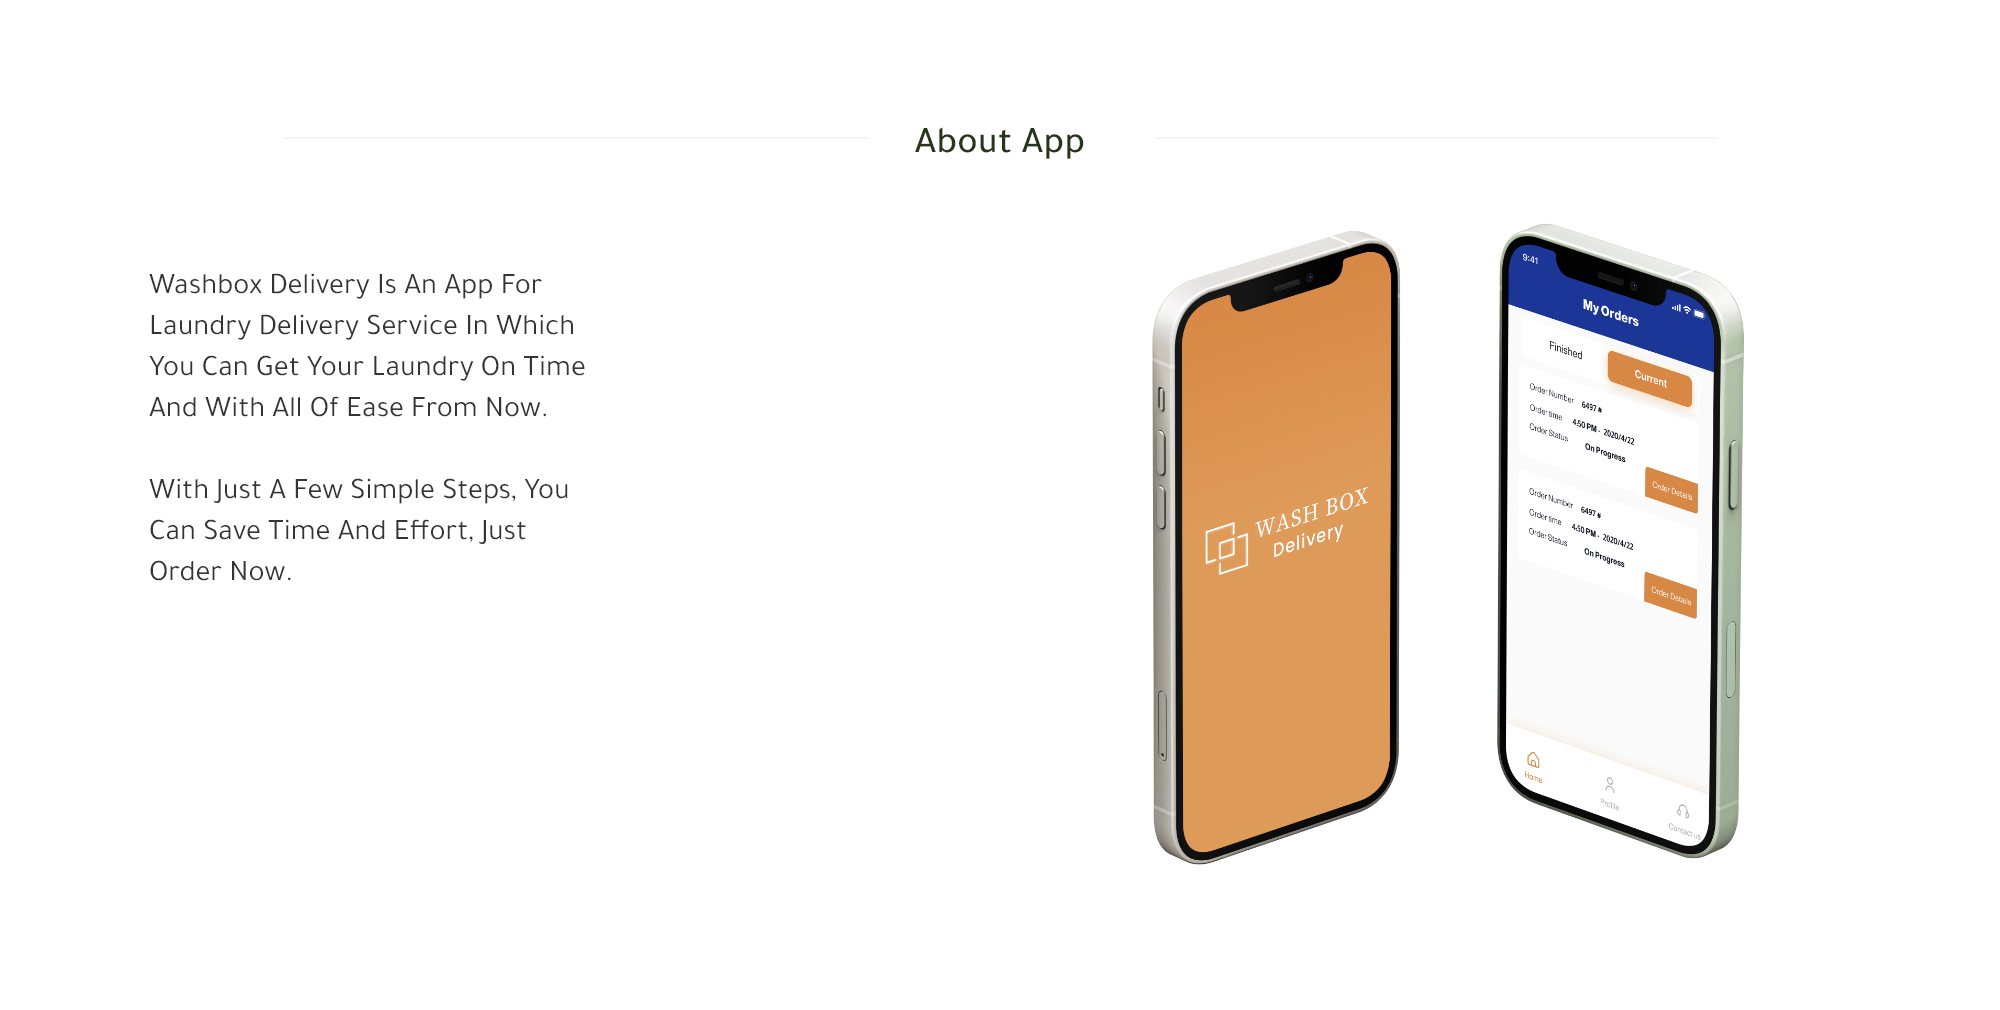 About App
Washbox Delivery Is An App For
Laundry Delivery Service In Which
You Can Get Your Laundry On Time
And With All Of Ease From Now.
With Just A Few Simple Steps, You
Can Save Time And Effort, Just
Order Now.
WASH BOX
Delivery
9:41
My Orders
Finished Current
Order Number 6497 #
Order time 4:50 PM - 2020/4/22
Order Status On Progress
Order Details
Order Number 6497 #
Order time 4:50 PM - 2020/4/22
Order Status On Progress
Order Details
Home Profile Contact us